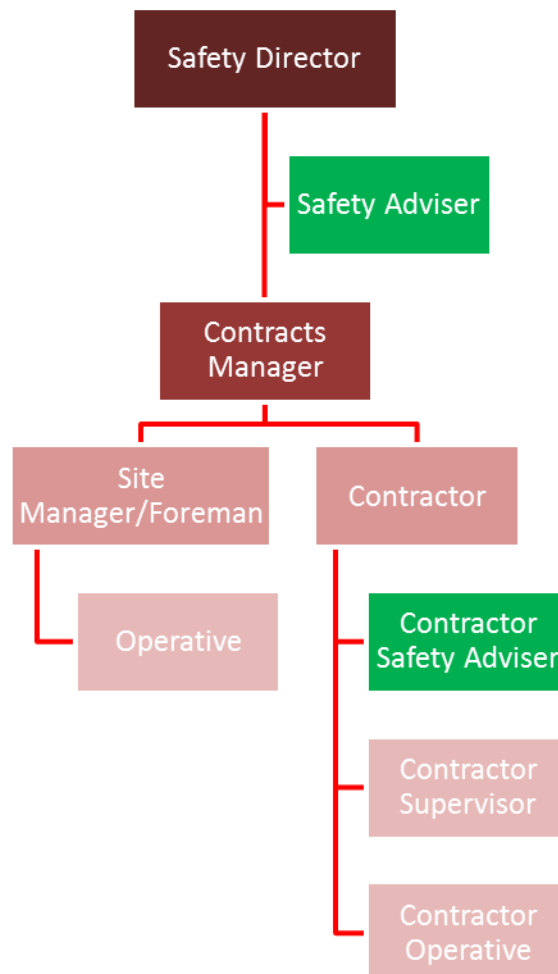 Safety Director
Safety Adviser
Contracts
Manager
Site
Manager/Foreman
Contractor
Operative
Contractor
Safety Adviser
Contractor
Supervisor
Contractor
Operative